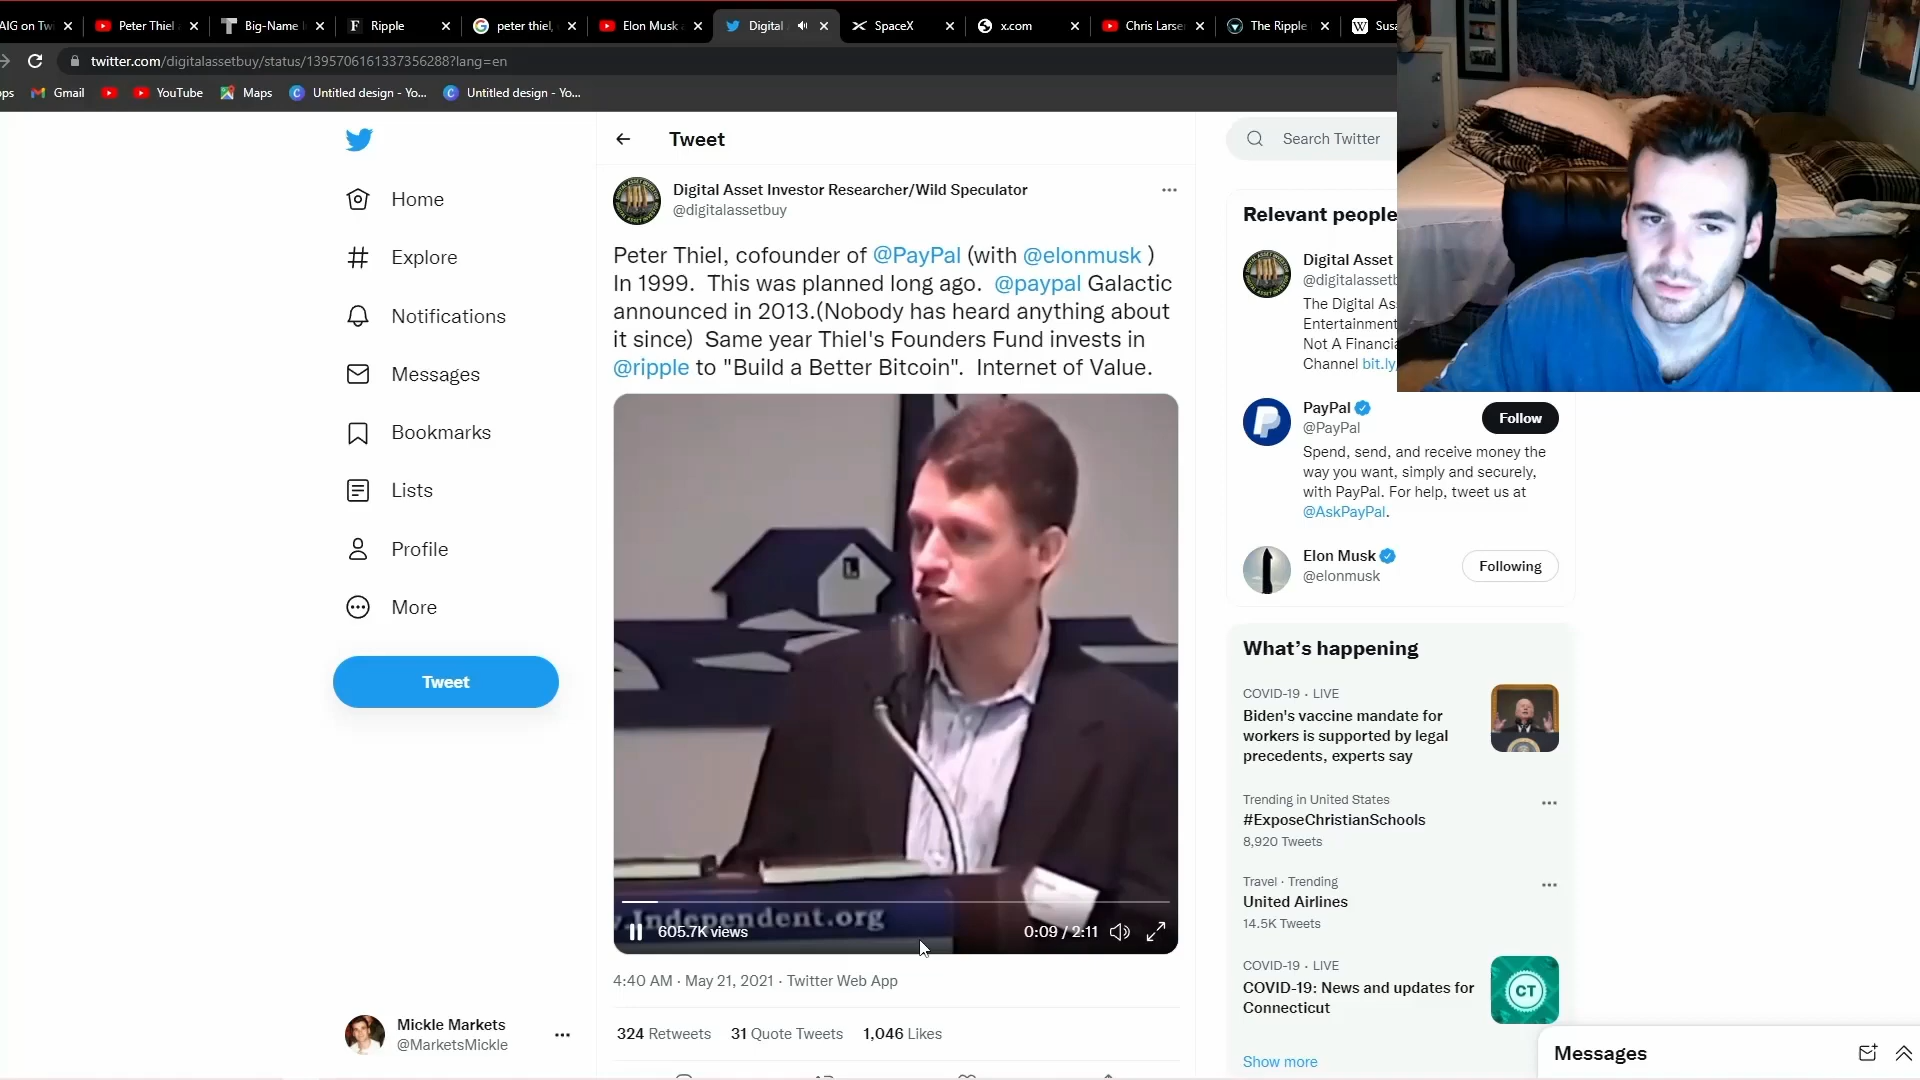 AIG on Tw
Peter Thiel
Big-Name
Ripple
peter thiel,
Elon Musk
Digital
SpaceX
x.com
Chris Larse
The Ripple
Susa
twitter.com/digitalassetbuy/status/1395706161337356288?lang=en
ps
Gmail
YouTube
Maps
Untitled design - Yo...
Untitled design - Yo...
Home
Explore
Notifications
Messages
Bookmarks
Lists
Profile
More
Tweet
Mickle Markets
@MarketsMickle
Tweet
Digital Asset Investor Researcher/Wild Speculator
@digitalassetbuy
Peter Thiel, cofounder of @PayPal (with @elonmusk )
In 1999.  This was planned long ago.  @paypal Galactic
announced in 2013.(Nobody has heard anything about
it since)  Same year Thiel's Founders Fund invests in
@ripple to "Build a Better Bitcoin".  Internet of Value.
.Independent.org
605.7K views
0:09 / 2:11
4:40 AM · May 21, 2021 · Twitter Web App
324 Retweets 31 Quote Tweets 1,046 Likes
Search Twitter
Relevant people
Digital Asset
@digitalassetb
The Digital As
Entertainment
Not A Financia
Channel bit.ly
PayPal
@PayPal
Follow
Spend, send, and receive money the
way you want, simply and securely,
with PayPal. For help, tweet us at
@AskPayPal.
Elon Musk
@elonmusk
Following
What's happening
COVID-19 · LIVE
Biden's vaccine mandate for
workers is supported by legal
precedents, experts say
Trending in United States
#ExposeChristianSchools
8,920 Tweets
Travel · Trending
United Airlines
14.5K Tweets
COVID-19 · LIVE
COVID-19: News and updates for
Connecticut
CT
Show more
Messages